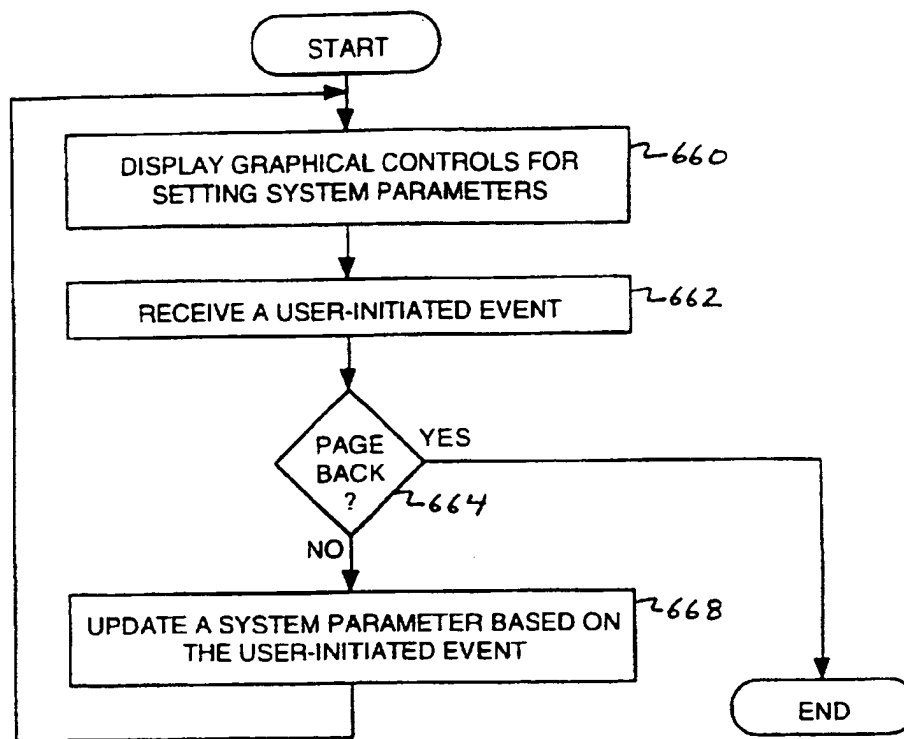 START
DISPLAY GRAPHICAL CONTROLS FOR
SETTING SYSTEM PARAMETERS
660
RECEIVE A USER-INITIATED EVENT
662
PAGE
BACK
?
YES
664
NO
UPDATE A SYSTEM PARAMETER BASED ON
THE USER-INITIATED EVENT
668
END